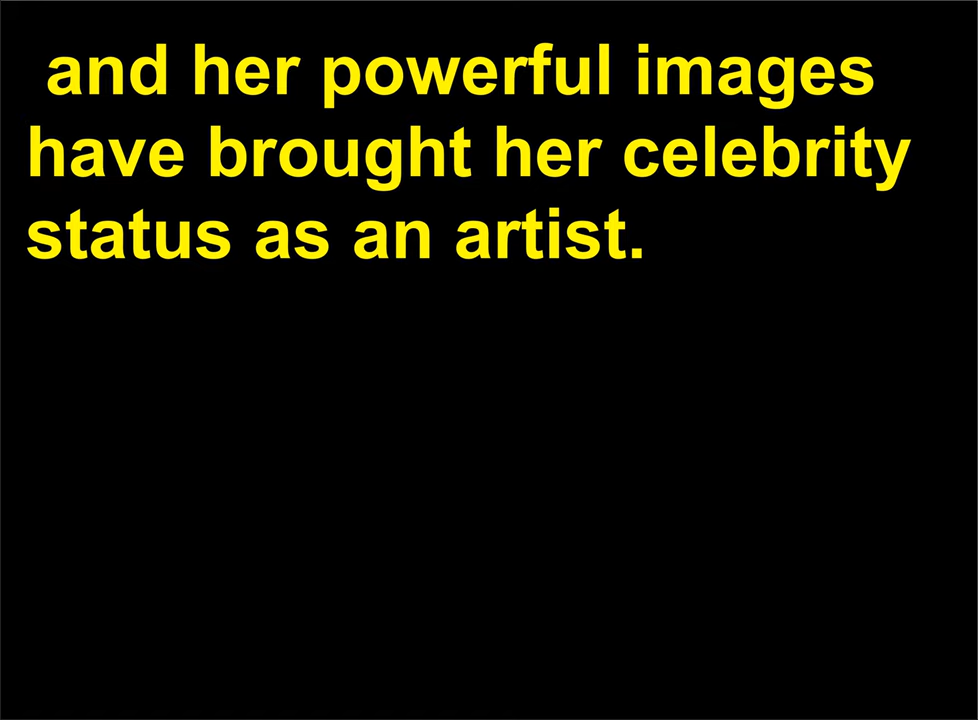 and her powerful images
have brought her celebrity
status as an artist.